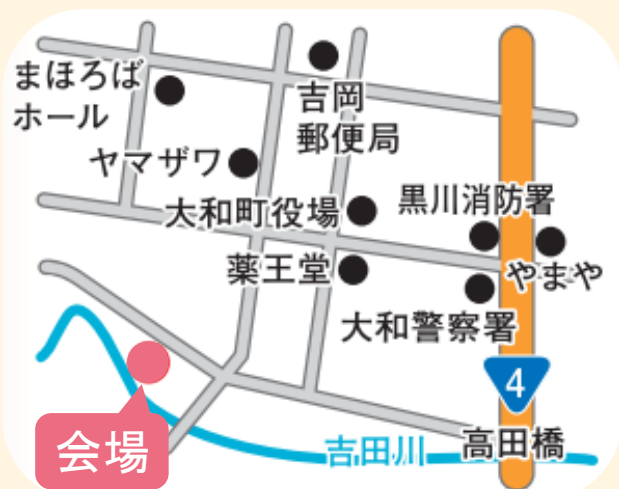 まほろば
ホール
吉岡
郵便局
ヤマザワ
大和町役場
黒川消防署
薬王堂
やまや
大和警察署
4
会場
吉田川
高田橋